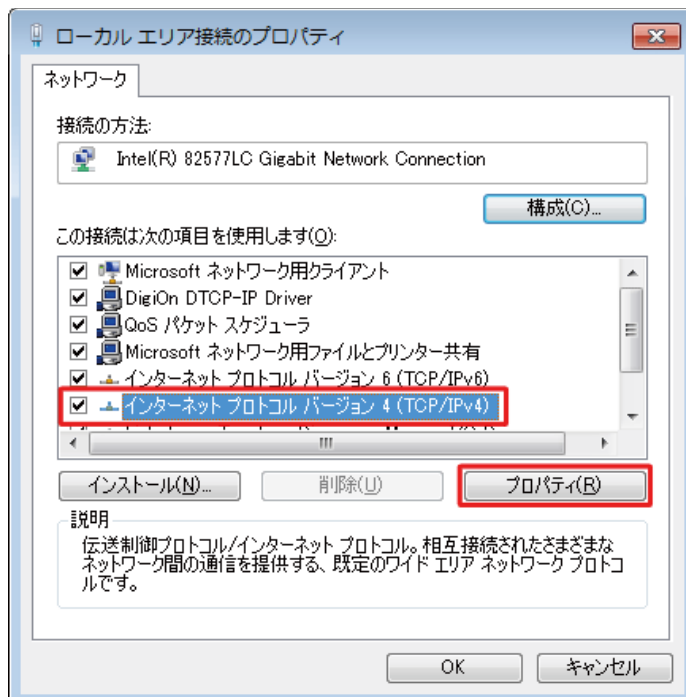 ローカル エリア接続のプロパティ
ネットワーク
接続の方法:
Intel(R) 82577LC Gigabit Network Connection
構成(C)...
この接続は次の項目を使用します(O):
Microsoft ネットワーク用クライアント
DigiOn DTCP-IP Driver
QoS パケット スケジューラ
Microsoft ネットワーク用ファイルとプリンター共有
インターネット プロトコル バージョン 6 (TCP/IPv6)
インターネット プロトコル バージョン 4 (TCP/IPv4)
インストール(N)...
削除(U)
プロパティ(R)
説明
伝送制御プロトコル/インターネット プロトコル。相互接続されたさまざまな
ネットワーク間の通信を提供する、既定のワイド エリア ネットワーク プロトコ
ルです。
OK
キャンセル